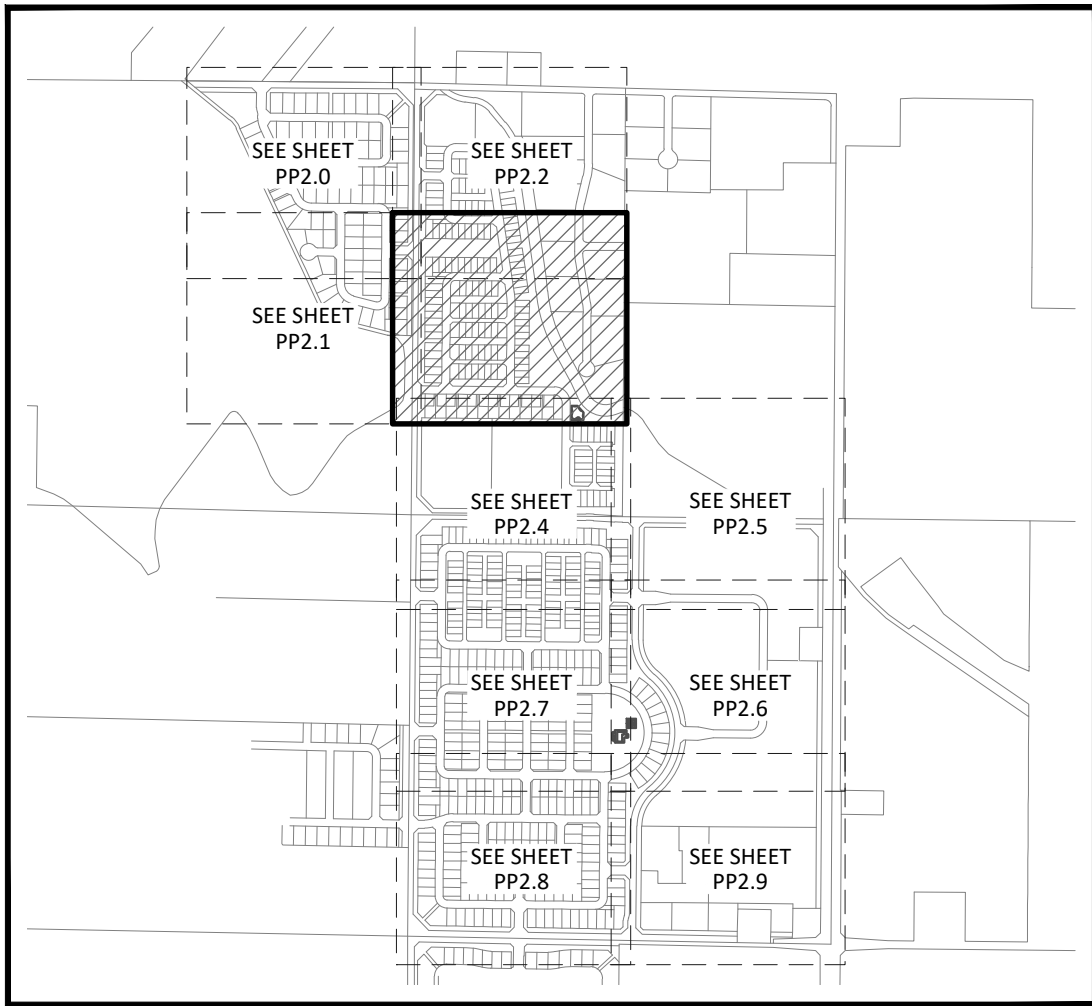 SEE SHEET
PP2.0
SEE SHEET
PP2.2
SEE SHEET
PP2.1
SEE SHEET
PP2.4
SEE SHEET
PP2.5
SEE SHEET
PP2.7
SEE SHEET
PP2.6
SEE SHEET
PP2.8
SEE SHEET
PP2.9